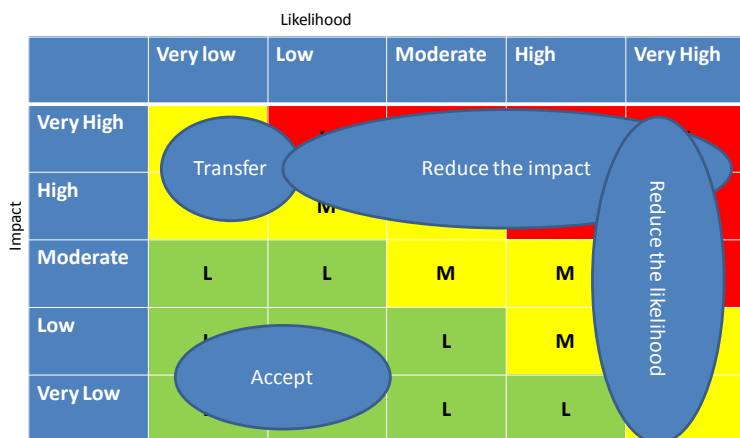 Likelihood
Very low Low Moderate High Very High
Very High
Transfer Reduce the impact
High
M
Impact
Moderate L L M M
Reduce the likelihood
Low L M
Accept
Very Low L L